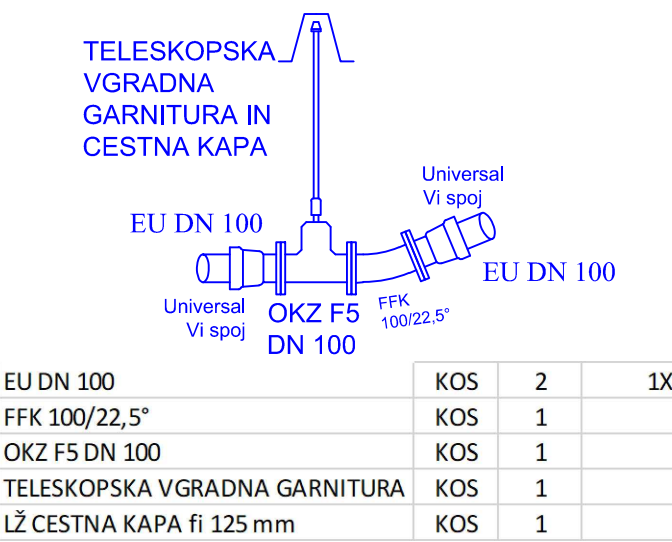 TELESKOPSKA
VGRADNA
GARNITURA IN
CESTNA KAPA
Universal
Vi spoj
EU DN 100
EU DN 100
Universal
Vi spoj
OKZ F5
DN 100
FFK
100/22,5°
EU DN 100 KOS 2 1X
FFK 100/22,5° KOS 1
OKZ F5 DN 100 KOS 1
TELESKOPSKA VGRADNA GARNITURA KOS 1
LŽ CESTNA KAPA fi 125 mm KOS 1